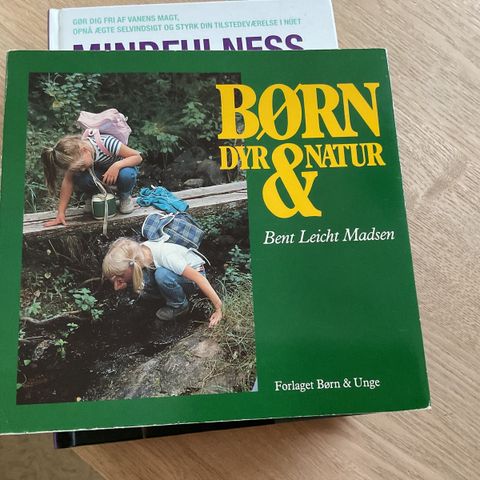 GØR DIG FRI AF VANENS MAGT,
OPNÅ ÆGTE SELVINDSIGT OG STYRK DIN TILSTEDEVÆRELSE I NUET
MINDFULNESS
BØRN
DYR & NATUR
Bent Leicht Madsen
Forlaget Børn & Unge